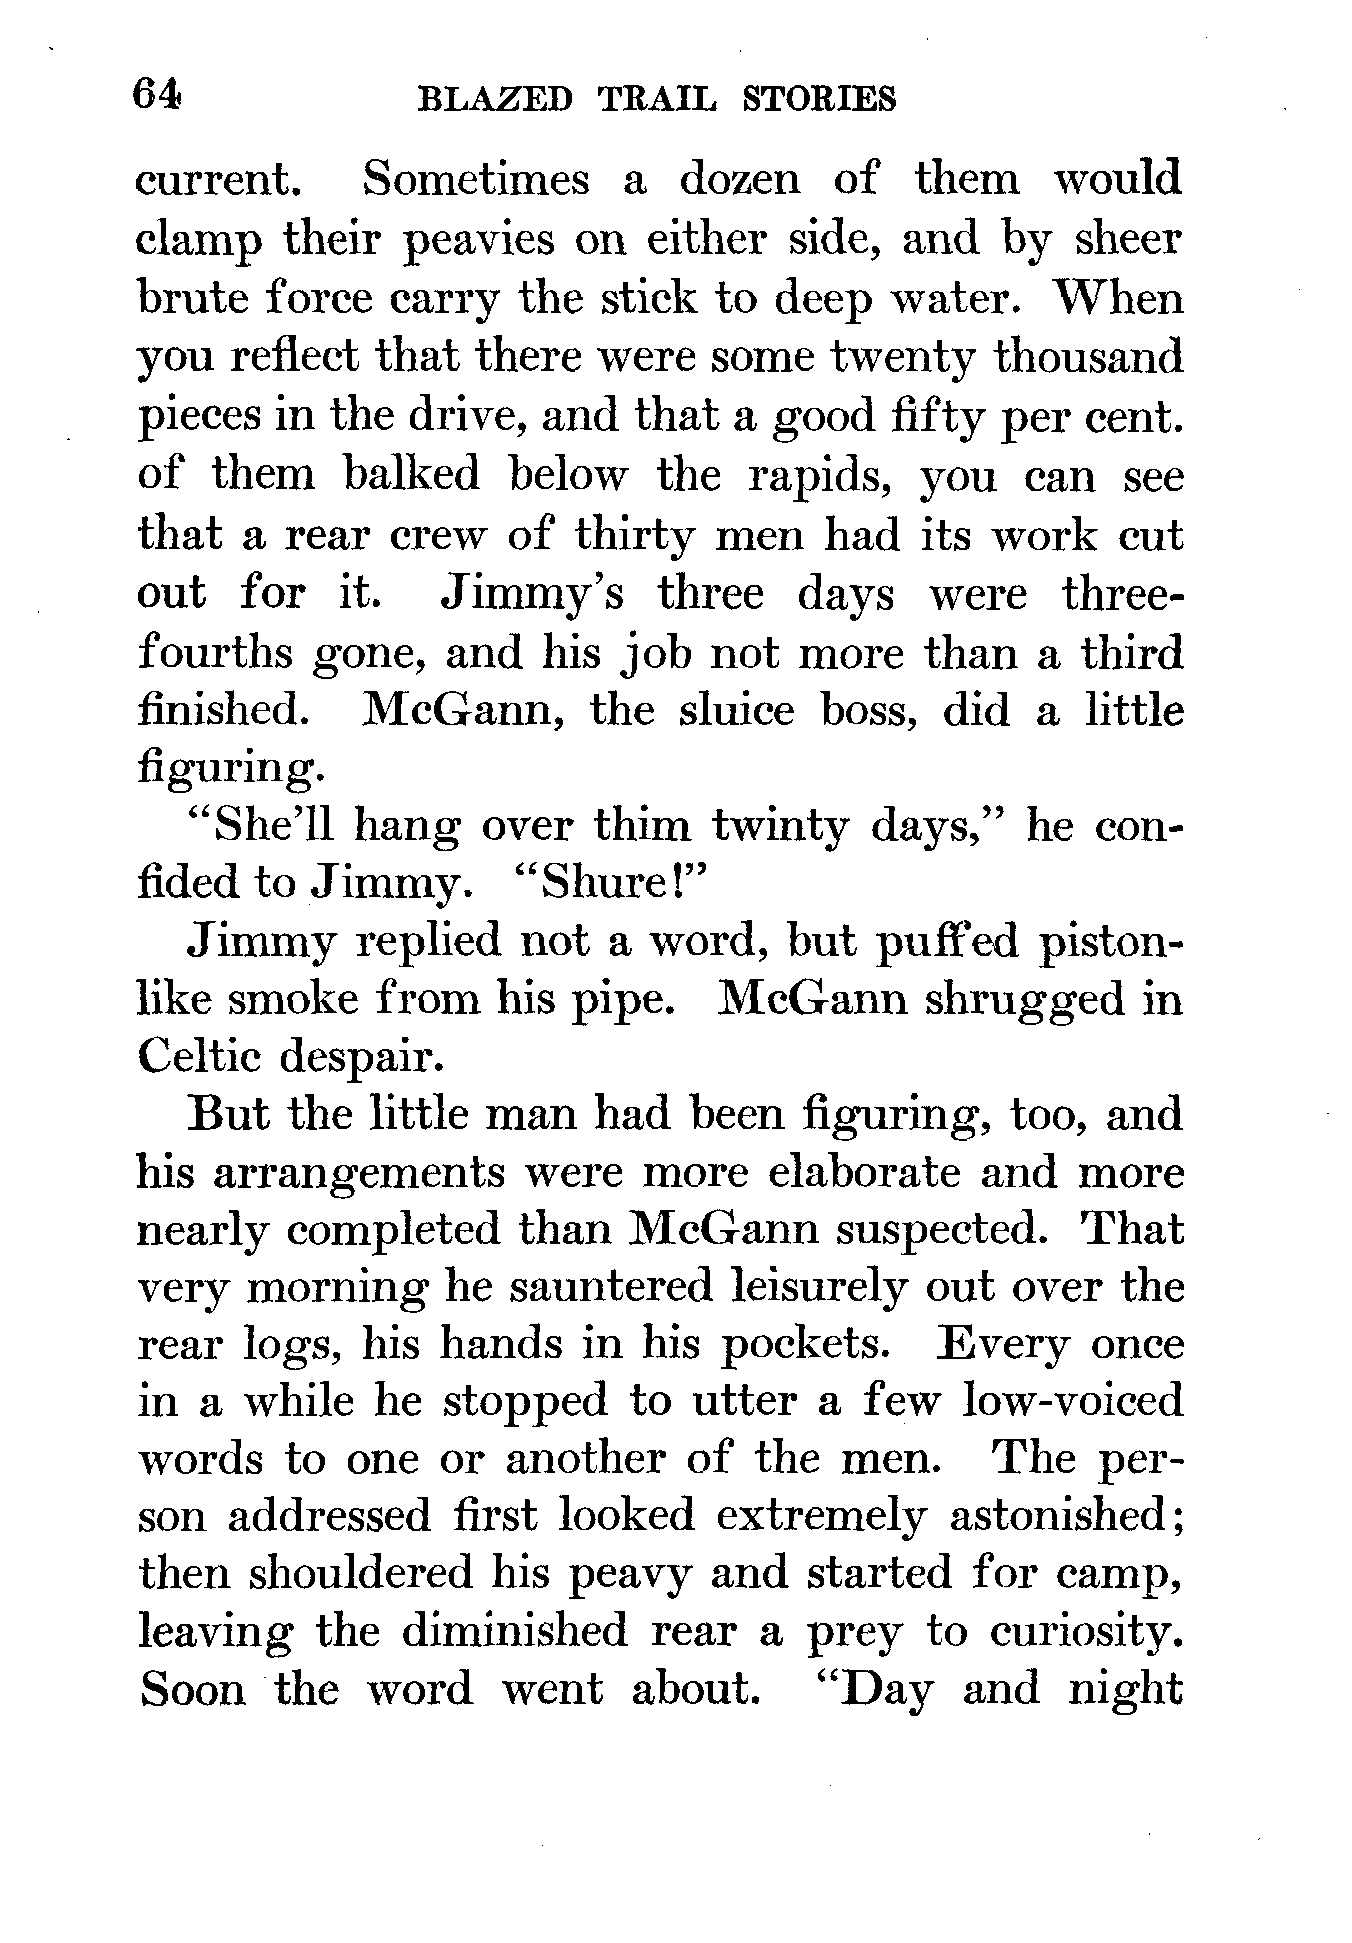 64 BLAZED TRAIL STORIES
current. Sometimes a dozen of them would
clamp their peavies on either side, and by sheer
brute force carry the stick to deep water. When
you reflect that there were some twenty thousand
pieces in the drive, and that a good fifty per cent.
of them balked below the rapids, you can see
that a rear crew of thirty men had its work cut
out for it. Jimmy's three days were three-
fourths gone, and his job not more than a third
finished. McGann, the sluice boss, did a little
figuring.
"She'll hang over thim twinty days," he con-
fided to Jimmy. "Shure!"
Jimmy replied not a word, but puffed piston-
like smoke from his pipe. McGann shrugged in
Celtic despair.
But the little man had been figuring, too, and
his arrangements were more elaborate and more
nearly completed than McGann suspected. That
very morning he sauntered leisurely out over the
rear logs, his hands in his pockets. Every once
in a while he stopped to utter a few low-voiced
words to one or another of the men. The per-
son addressed first looked extremely astonished;
then shouldered his peavy and started for camp,
leaving the diminished rear a prey to curiosity.
Soon the word went about. "Day and night